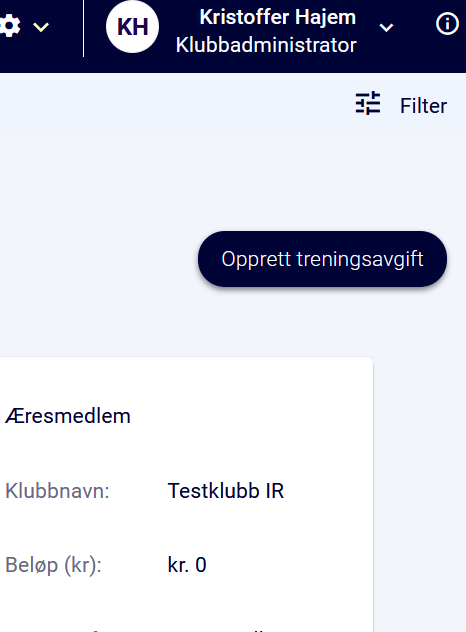 KH
Kristoffer Hajem
Klubbadministrator
Filter
Opprett treningsavgift
Æresmedlem
Klubbnavn: Testklubb IR
Beløp (kr): kr. 0